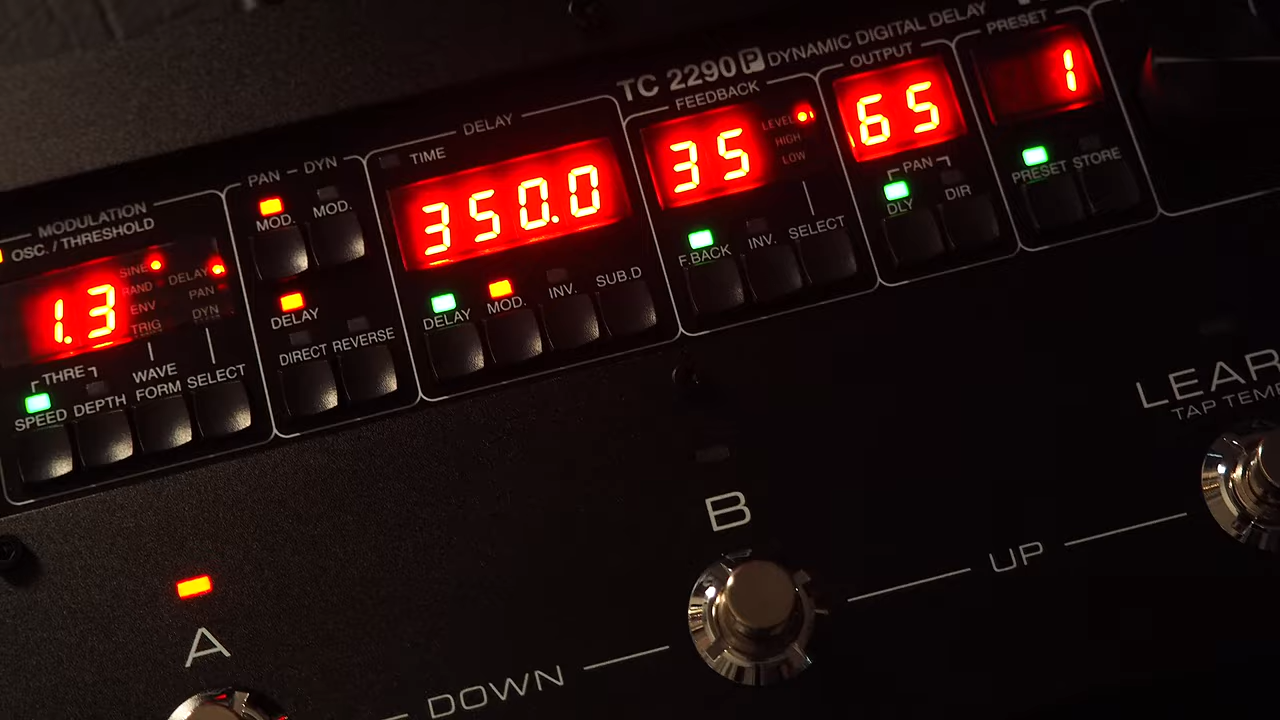 TC 2290 P DYNAMIC DIGITAL DELAY
MODULATION
OSC. / THRESHOLD
1.3
SINE
RAND
ENV
TRIG
DELAY
PAN
DYN
THRE
SPEED DEPTH
WAVE
FORM
SELECT
PAN – DYN
MOD. MOD.
DELAY
DIRECT REVERSE
DELAY
TIME
350.0
DELAY MOD. INV. SUB.D
FEEDBACK
35
LEVEL
HIGH
LOW
F.BACK INV. SELECT
OUTPUT
65
PAN
DLY DIR
PRESET
1
PRESET STORE
LEAR
TAP TEM
A
B
DOWN
UP